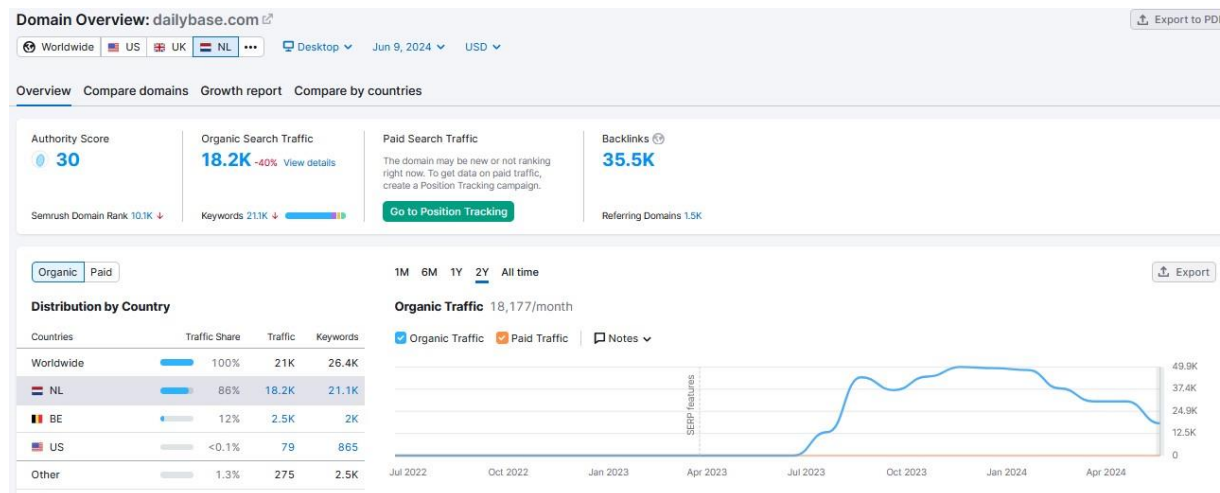 Domain Overview: dailybase.com
Export to PDF
Worldwide US UK NL ••• Desktop Jun 9, 2024 USD
Overview Compare domains Growth report Compare by countries
Authority Score
30
Semrush Domain Rank 10.1K ↓
Organic Search Traffic
18.2K -40% View details
Keywords 21.1K ↓
Paid Search Traffic
The domain may be new or not ranking
right now. To get data on paid traffic,
create a Position Tracking campaign.
Go to Position Tracking
Backlinks
35.5K
Referring Domains 1.5K
Organic Paid
Distribution by Country
Countries Traffic Share Traffic Keywords
Worldwide 100% 21K 26.4K
NL 86% 18.2K 21.1K
BE 12% 2.5K 2K
US <0.1% 79 865
Other 1.3% 275 2.5K
1M 6M 1Y 2Y All time
Export
Organic Traffic 18,177/month
Organic Traffic Paid Traffic Notes
SERP features
49.9K
37.4K
24.9K
12.5K
0
Jul 2022 Oct 2022 Jan 2023 Apr 2023 Jul 2023 Oct 2023 Jan 2024 Apr 2024